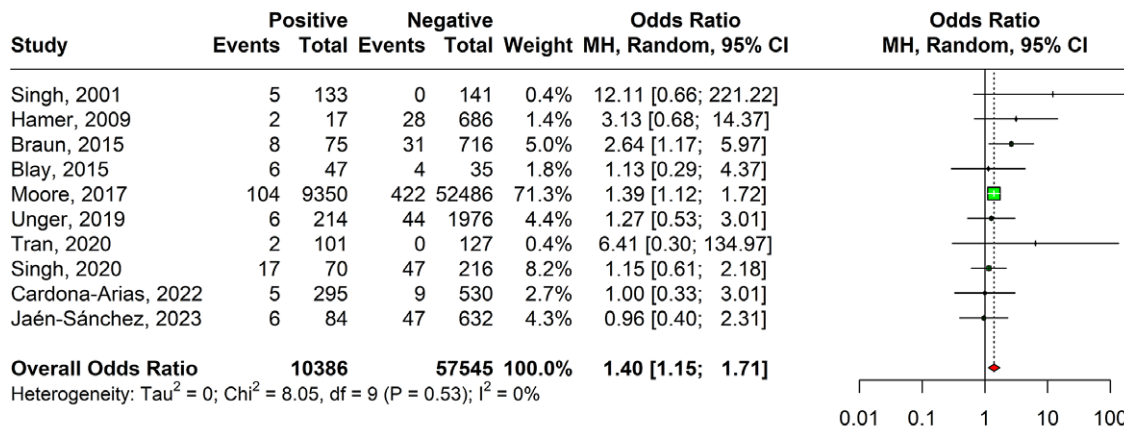 Positive Negative Odds Ratio Odds Ratio
Study Events Total Events Total Weight MH, Random, 95% CI MH, Random, 95% CI
Singh, 2001 5 133 0 141 0.4% 12.11 [0.66; 221.22]
Hamer, 2009 2 17 28 686 1.4% 3.13 [0.68; 14.37]
Braun, 2015 8 75 31 716 5.0% 2.64 [1.17; 5.97]
Blay, 2015 6 47 4 35 1.8% 1.13 [0.29; 4.37]
Moore, 2017 104 9350 422 52486 71.3% 1.39 [1.12; 1.72]
Unger, 2019 6 214 44 1976 4.4% 1.27 [0.53; 3.01]
Tran, 2020 2 101 0 127 0.4% 6.41 [0.30; 134.97]
Singh, 2020 17 70 47 216 8.2% 1.15 [0.61; 2.18]
Cardona-Arias, 2022 5 295 9 530 2.7% 1.00 [0.33; 3.01]
Jaén-Sánchez, 2023 6 84 47 632 4.3% 0.96 [0.40; 2.31]
Overall Odds Ratio 10386 57545 100.0% 1.40 [1.15; 1.71]
Heterogeneity: Tau² = 0; Chi² = 8.05, df = 9 (P = 0.53); I² = 0%
0.01 0.1 1 10 100